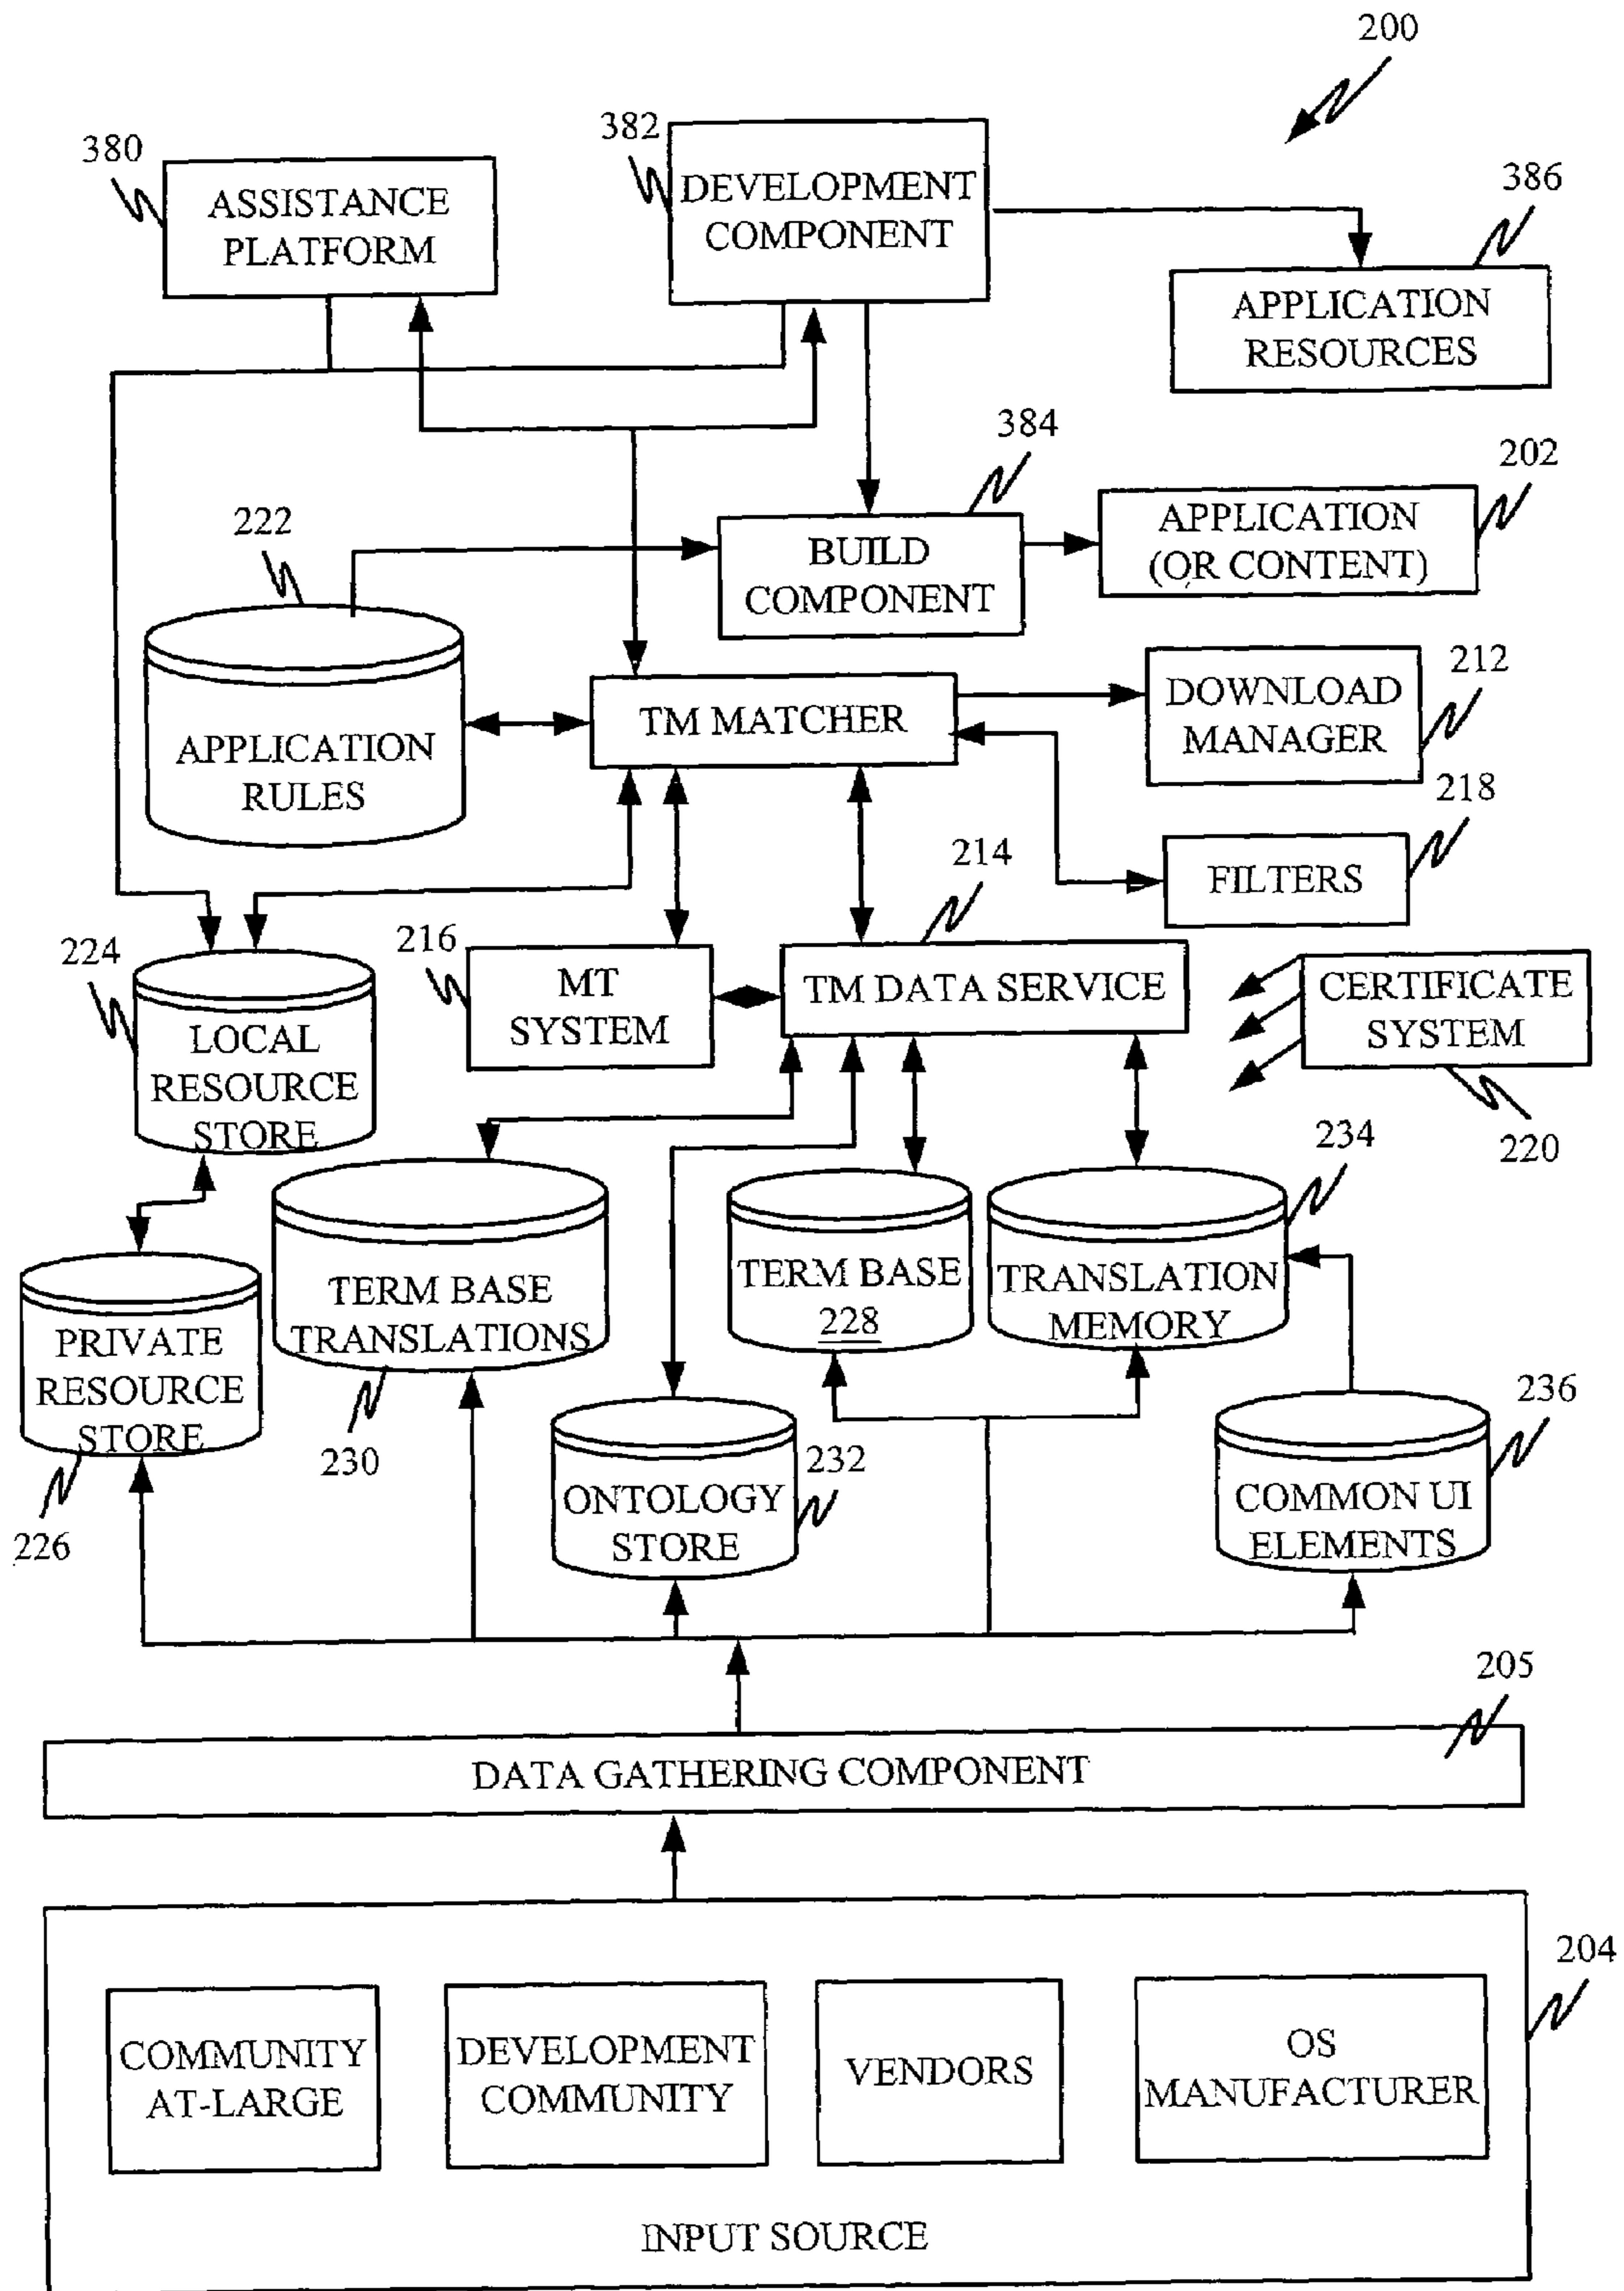 200
380
382
386
ASSISTANCE
PLATFORM
DEVELOPMENT
COMPONENT
APPLICATION
RESOURCES
384
202
222
BUILD
COMPONENT
APPLICATION
(OR CONTENT)
APPLICATION
RULES
TM MATCHER
212
DOWNLOAD
MANAGER
218
FILTERS
214
224
216
LOCAL
RESOURCE
STORE
MT
SYSTEM
TM DATA SERVICE
CERTIFICATE
SYSTEM
220
234
PRIVATE
RESOURCE
STORE
226
TERM BASE
TRANSLATIONS
230
TERM BASE
228
TRANSLATION
MEMORY
232
ONTOLOGY
STORE
236
COMMON UI
ELEMENTS
205
DATA GATHERING COMPONENT
204
COMMUNITY
AT-LARGE
DEVELOPMENT
COMMUNITY
VENDORS
OS
MANUFACTURER
INPUT SOURCE